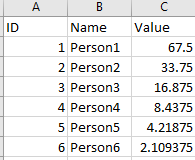 A B C
ID Name Value
1 Person1 67.5
2 Person2 33.75
3 Person3 16.875
4 Person4 8.4375
5 Person5 4.21875
6 Person6 2.109375